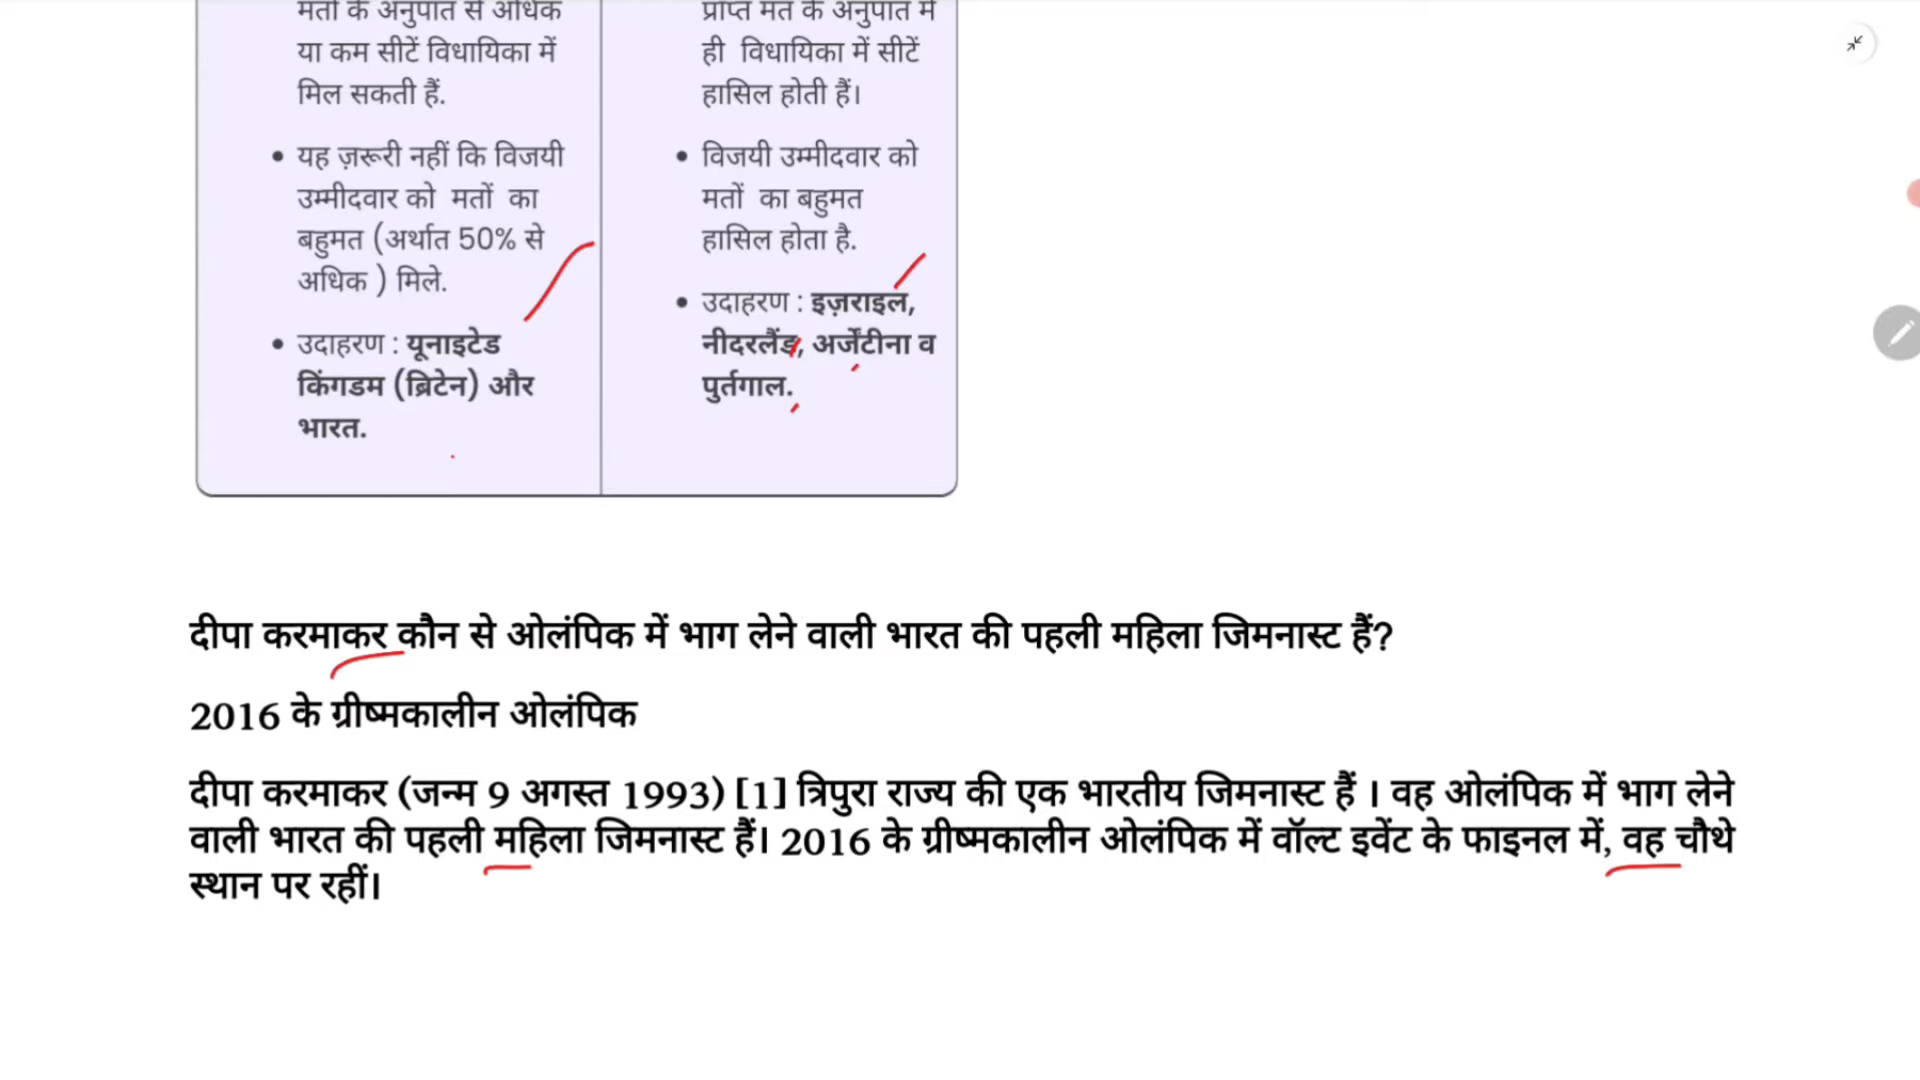 मतों के अनुपात से अधिक
या कम सीटें विधायिका में
मिल सकती हैं.
यह ज़रूरी नहीं कि विजयी
उम्मीदवार को मतों का
बहुमत (अर्थात 50% से
अधिक ) मिले.
उदाहरण : यूनाइटेड
किंगडम (ब्रिटेन) और
भारत.
प्राप्त मत के अनुपात में
ही विधायिका में सीटें
हासिल होती हैं।
विजयी उम्मीदवार को
मतों का बहुमत
हासिल होता है.
उदाहरण : इज़राइल,
नीदरलैंड, अर्जेंटीना व
पुर्तगाल.
दीपा करमाकर कौन से ओलंपिक में भाग लेने वाली भारत की पहली महिला जिमनास्ट हैं?
2016 के ग्रीष्मकालीन ओलंपिक
दीपा करमाकर (जन्म 9 अगस्त 1993) [1] त्रिपुरा राज्य की एक भारतीय जिमनास्ट हैं । वह ओलंपिक में भाग लेने
वाली भारत की पहली महिला जिमनास्ट हैं। 2016 के ग्रीष्मकालीन ओलंपिक में वॉल्ट इवेंट के फाइनल में, वह चौथे
स्थान पर रहीं।